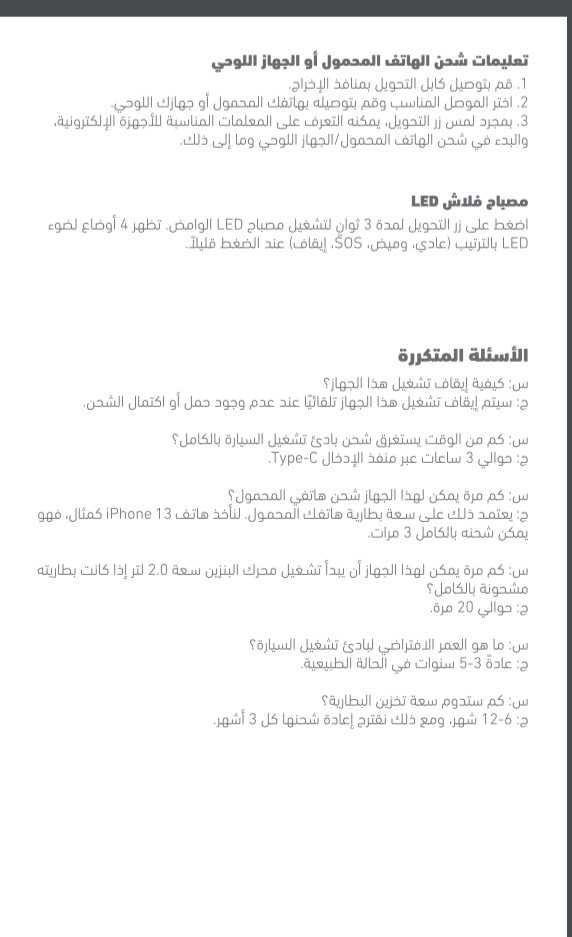 تعليمات شحن الهاتف المحمول أو الجهاز اللوحي
1. قم بتوصيل كابل التحويل بمنافذ الإخراج.
2. اختر الموصل المناسب وقم بتوصيله بهاتفك المحمول أو جهازك اللوحي.
3. بمجرد لمس زر التحويل، يمكنه التعرف على المعلمات المناسبة للأجهزة الإلكترونية،
والبدء في شحن الهاتف المحمول/الجهاز اللوحي وما إلى ذلك.
مصباح فلاش LED
اضغط على زر التحويل لمدة 3 ثوانٍ لتشغيل مصباح LED الوامض. تظهر 4 أوضاع لضوء
LED بالترتيب (عادي، وميض، SOS، إيقاف) عند الضغط قليلاً.
الأسئلة المتكررة
س: كيفية إيقاف تشغيل هذا الجهاز؟
ج: سيتم إيقاف تشغيل هذا الجهاز تلقائيًا عند عدم وجود حمل أو اكتمال الشحن.
س: كم من الوقت يستغرق شحن بادئ تشغيل السيارة بالكامل؟
ج: حوالي 3 ساعات عبر منفذ الإدخال Type-C.
س: كم مرة يمكن لهذا الجهاز شحن هاتفي المحمول؟
ج: يعتمد ذلك على سعة بطارية هاتفك المحمول. لنأخذ هاتف iPhone 13 كمثال، فهو
يمكن شحنه بالكامل 3 مرات.
س: كم مرة يمكن لهذا الجهاز أن يبدأ تشغيل محرك البنزين سعة 2.0 لتر إذا كانت بطاريته
مشحونة بالكامل؟
ج: حوالي 20 مرة.
س: ما هو العمر الافتراضي لبادئ تشغيل السيارة؟
ج: عادةً 3-5 سنوات في الحالة الطبيعية.
س: كم ستدوم سعة تخزين البطارية؟
ج: 6-12 شهر، ومع ذلك نقترح إعادة شحنها كل 3 أشهر.